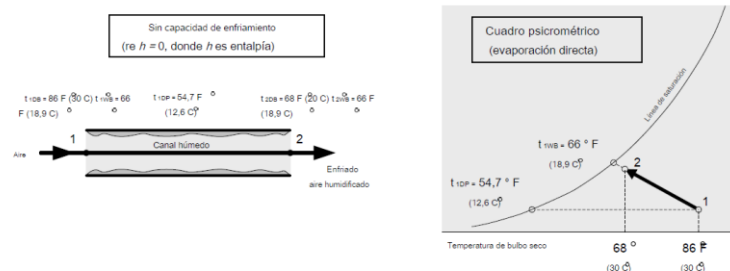 Sin capacidad de enfriamiento
(re h = 0, donde h es entalpía)
t 1DB = 86 F (30 C) t 1WB = 66
F (18,9 C)
t 1DP = 54,7 F
(12,6 C)
t 2DB = 68 F (20 C) t 2WB = 66 F
(18,9 C)
1
Canal húmedo
2
Aire
Enfriado
aire humidificado
Cuadro psicrométrico
(evaporación directa)
Línea de saturación
t 1WB = 66 ° F
(18,9 C)
2
t 1DP = 54,7 ° F
(12,6 C)
1
Temperatura de bulbo seco
68 °
(30 C)
86 F
(30 C)